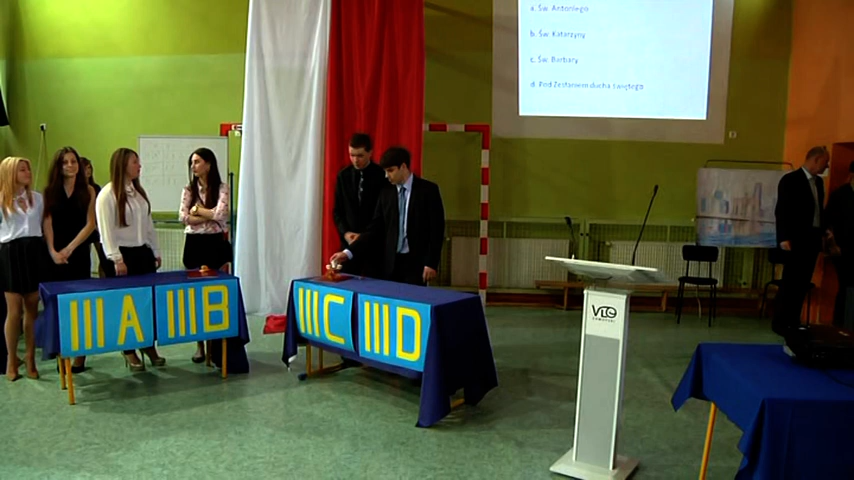 a. Św. Antoniego
b. Św. Katarzyny
c. Św. Barbary
d. Pod Zesłaniem ducha świętego
III A
III B
III C
III D
VLO